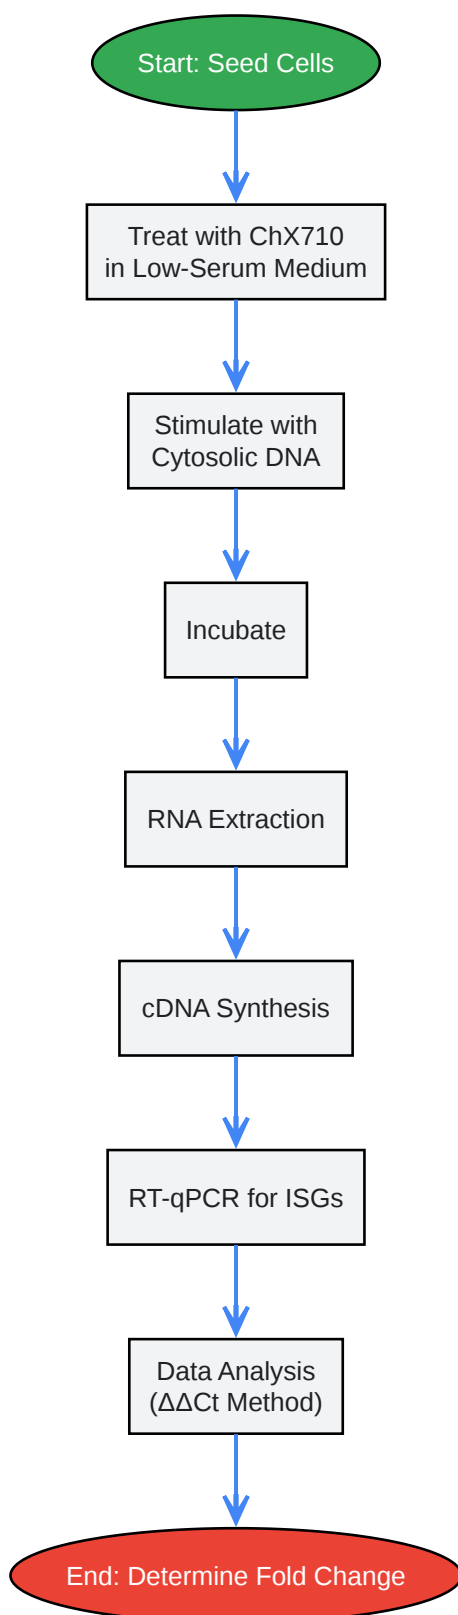 Start: Seed Cells
Treat with ChX710
in Low-Serum Medium
Stimulate with
Cytosolic DNA
Incubate
RNA Extraction
cDNA Synthesis
RT-qPCR for ISGs
Data Analysis
(ΔΔCt Method)
End: Determine Fold Change